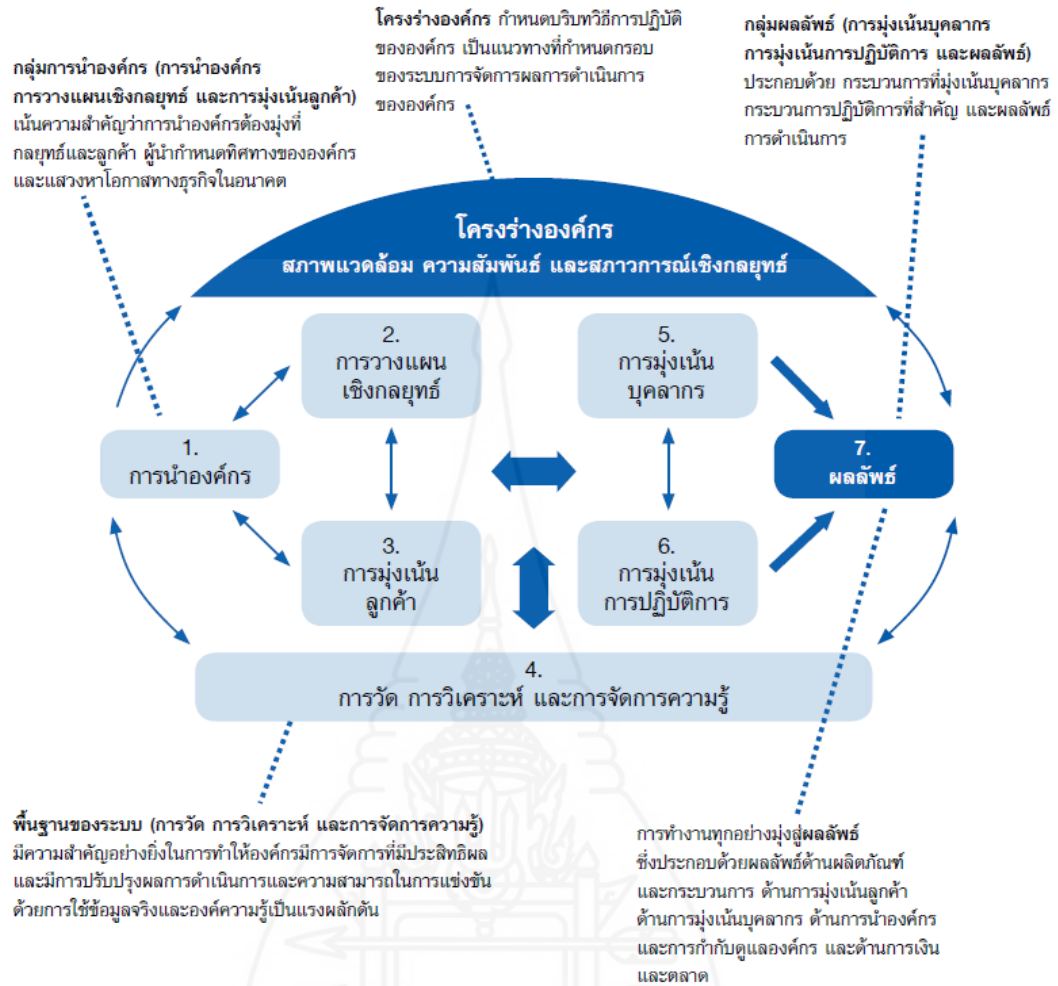 โครงร่างองค์กร กำหนดบริบทวิธีการปฏิบัติ
ขององค์กร เป็นแนวทางที่กำหนดกรอบ
ของระบบการจัดการผลการดำเนินการ
ขององค์กร
กลุ่มผลลัพธ์ (การมุ่งเน้นบุคลากร
การมุ่งเน้นการปฏิบัติการ และผลลัพธ์)
ประกอบด้วย กระบวนการที่มุ่งเน้นบุคลากร
กระบวนการปฏิบัติการที่สำคัญ และผลลัพธ์
การดำเนินการ
กลุ่มการนำองค์กร (การนำองค์กร
การวางแผนเชิงกลยุทธ์ และการมุ่งเน้นลูกค้า)
เน้นความสำคัญว่าการนำองค์กรต้องมุ่งที่
กลยุทธ์และลูกค้า ผู้นำกำหนดทิศทางขององค์กร
และแสวงหาโอกาสทางธุรกิจในอนาคต
โครงร่างองค์กร
สภาพแวดล้อม ความสัมพันธ์ และสภาวการณ์เชิงกลยุทธ์
2.
การวางแผน
เชิงกลยุทธ์
5.
การมุ่งเน้น
บุคลากร
1.
การนำองค์กร
7.
ผลลัพธ์
3.
การมุ่งเน้น
ลูกค้า
6.
การมุ่งเน้น
การปฏิบัติการ
4.
การวัด การวิเคราะห์ และการจัดการความรู้
พื้นฐานของระบบ (การวัด การวิเคราะห์ และการจัดการความรู้)
มีความสำคัญอย่างยิ่งในการทำให้องค์กรมีการจัดการที่มีประสิทธิผล
และมีการปรับปรุงผลการดำเนินการและความสามารถในการแข่งขัน
ด้วยการใช้ข้อมูลจริงและองค์ความรู้เป็นแรงผลักดัน
การทำงานทุกอย่างมุ่งสู่ผลลัพธ์
ซึ่งประกอบด้วยผลลัพธ์ด้านผลิตภัณฑ์
และกระบวนการ ด้านการมุ่งเน้นลูกค้า
ด้านการมุ่งเน้นบุคลากร ด้านการนำองค์กร
และการกำกับดูแลองค์กร และด้านการเงิน
และตลาด